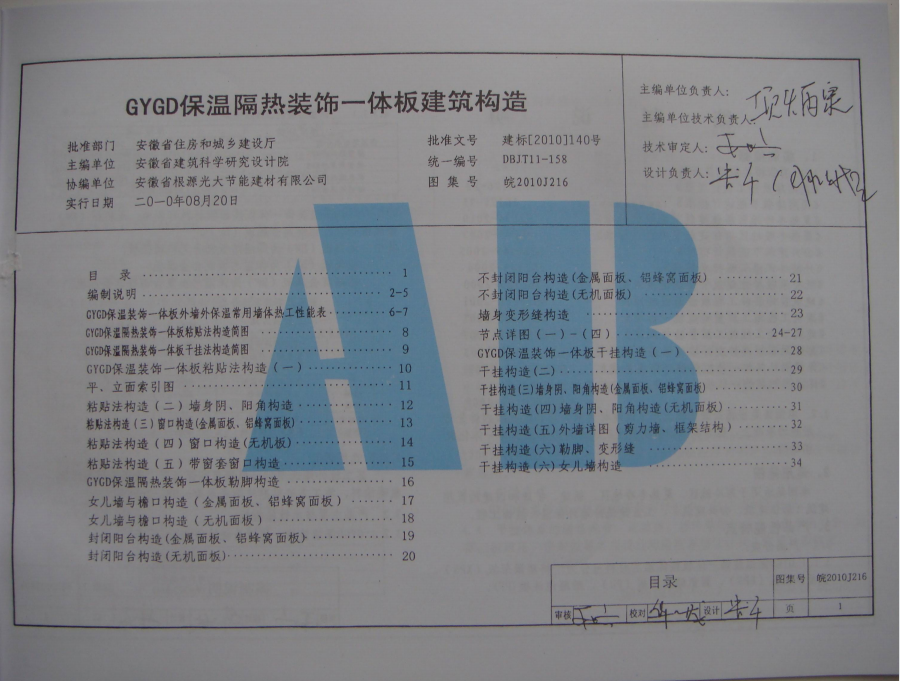 GYGD保温隔热装饰一体板建筑构造
批准部门 安徽省住房和城乡建设厅
主编单位 安徽省建筑科学研究设计院
协编单位 安徽省根源光大节能建材有限公司
实行日期 二0一0年08月20日
批准文号 建标[2010]140号
统一编号 DBJT11-158
图 集 号 皖2010J216
主编单位负责人:
主编单位技术负责人:
技术审定人:
设计负责人:
目 录 ………… 1
编制说明 ………… 2-5
GYGD保温装饰一体板外墙外保温常用墙体热工性能表 ………… 6-7
GYGD保温隔热装饰一体板粘贴法构造简图 ………… 8
GYGD保温隔热装饰一体板干挂法构造简图 ………… 9
GYGD保温装饰一体板粘贴法构造(一) ………… 10
平、立面索引图 ………… 11
粘贴法构造(二)墙身阴、阳角构造 ………… 12
粘贴法构造(三)窗口构造(金属面板、铝蜂窝面板) ………… 13
粘贴法构造(四)窗口构造(无机板) ………… 14
粘贴法构造(五)带窗套窗口构造 ………… 15
GYGD保温隔热装饰一体板勒脚构造 ………… 16
女儿墙与檐口构造(金属面板、铝蜂窝面板) ………… 17
女儿墙与檐口构造(无机面板) ………… 18
封闭阳台构造(金属面板、铝蜂窝面板) ………… 19
封闭阳台构造(无机面板) ………… 20
不封闭阳台构造(金属面板、铝蜂窝面板) ………… 21
不封闭阳台构造(无机面板) ………… 22
墙身变形缝构造 ………… 23
节点详图(一)-(四) ………… 24-27
GYGD保温装饰一体板干挂构造(一) ………… 28
干挂构造(二) ………… 29
干挂构造(三)墙身阴、阳角构造(金属面板、铝蜂窝面板) ………… 30
干挂构造(四)墙身阴、阳角构造(无机面板) ………… 31
干挂构造(五)外墙详图(剪力墙、框架结构) ………… 32
干挂构造(六)勒脚、变形缝 ………… 33
干挂构造(六)女儿墙构造 ………… 34
AB
目录 图集号 皖2010J216
审核 校对 设计 页 1